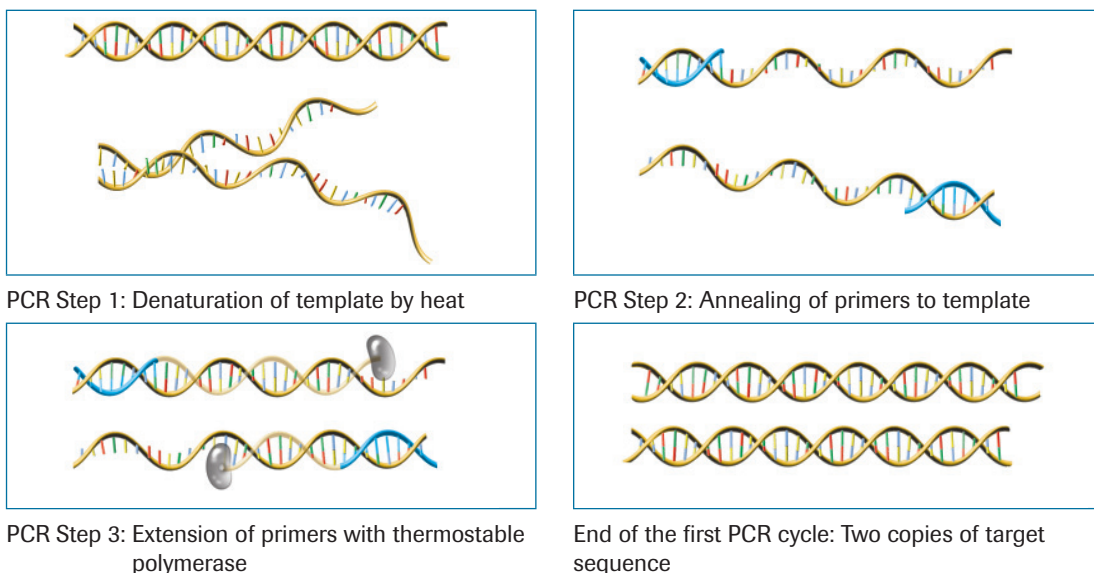 PCR Step 1: Denaturation of template by heat
PCR Step 2: Annealing of primers to template
PCR Step 3: Extension of primers with thermostable
polymerase
End of the first PCR cycle: Two copies of target
sequence